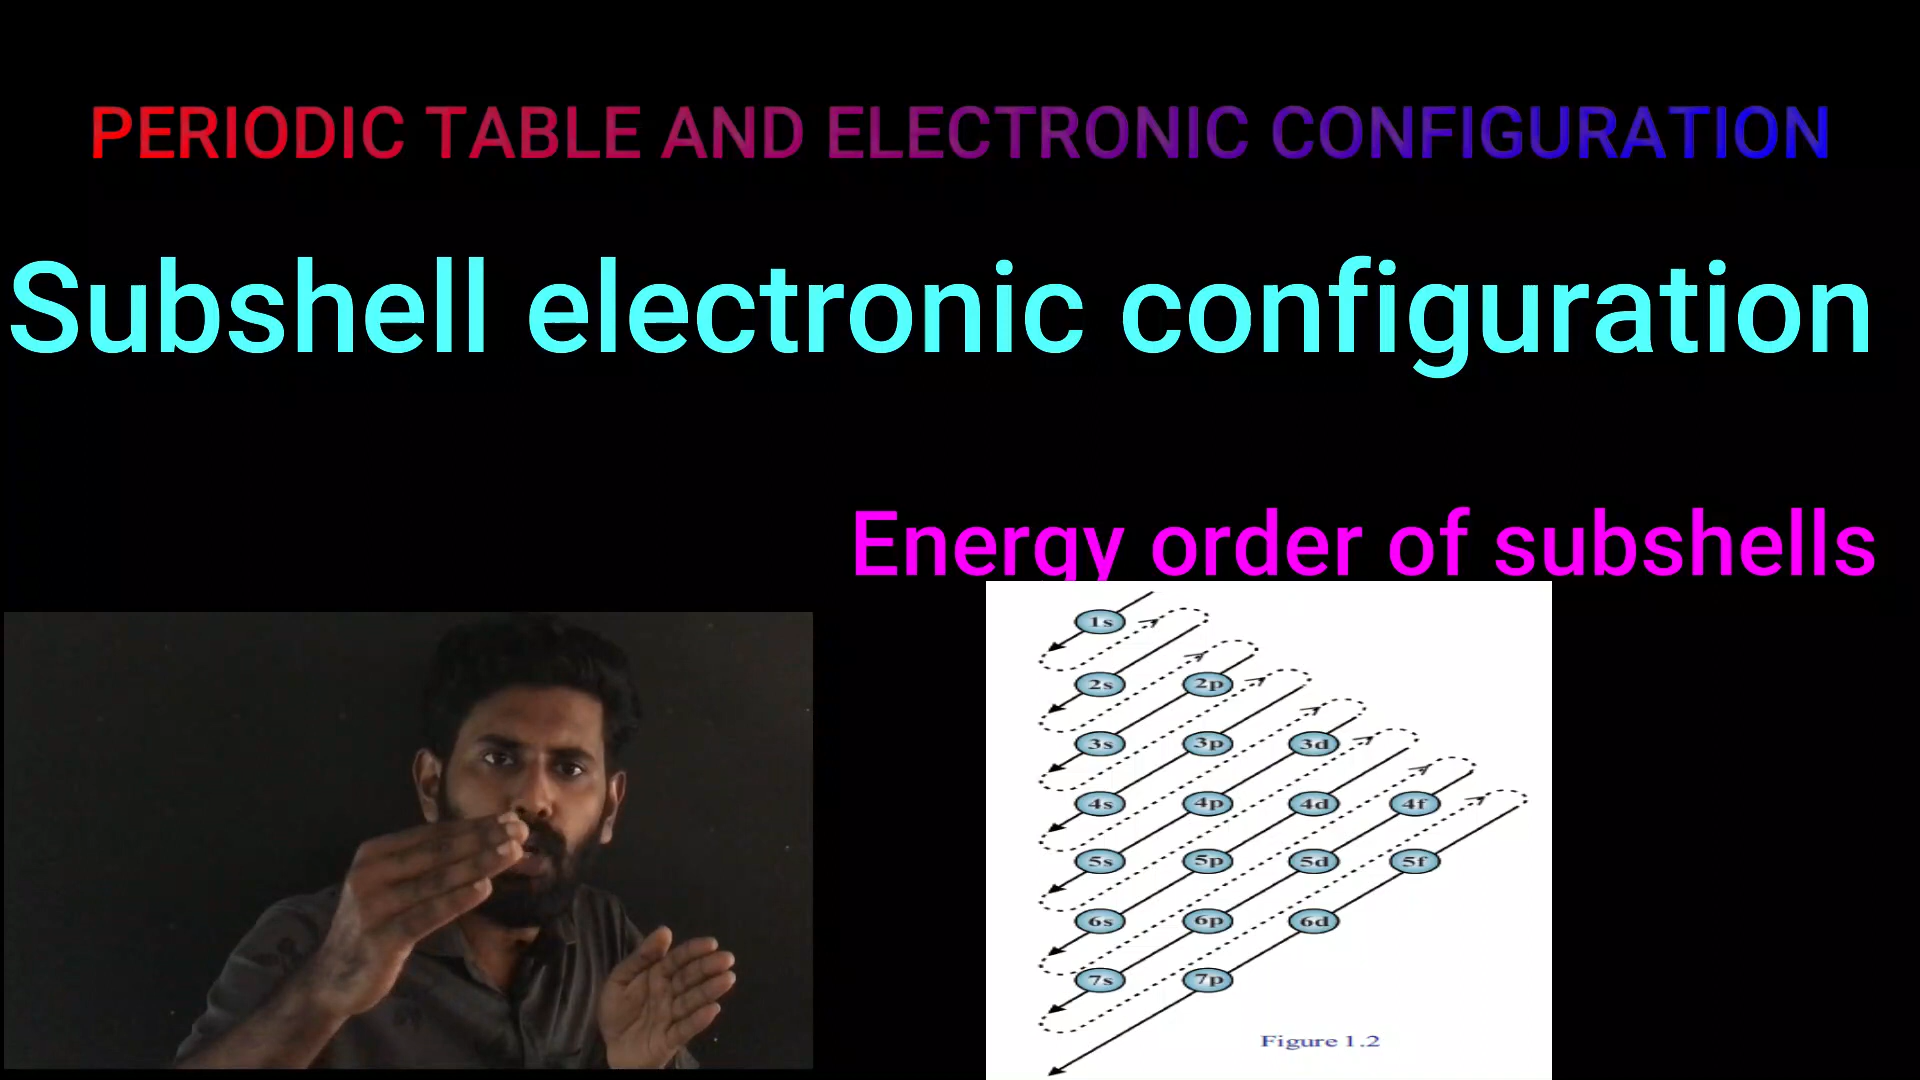 PERIODIC TABLE AND ELECTRONIC CONFIGURATION
Subshell electronic configuration
Energy order of subshells
1s
2s 2p
3s 3p 3d
4s 4p 4d 4f
5s 5p 5d 5f
6s 6p 6d
7s 7p
Figure 1.2